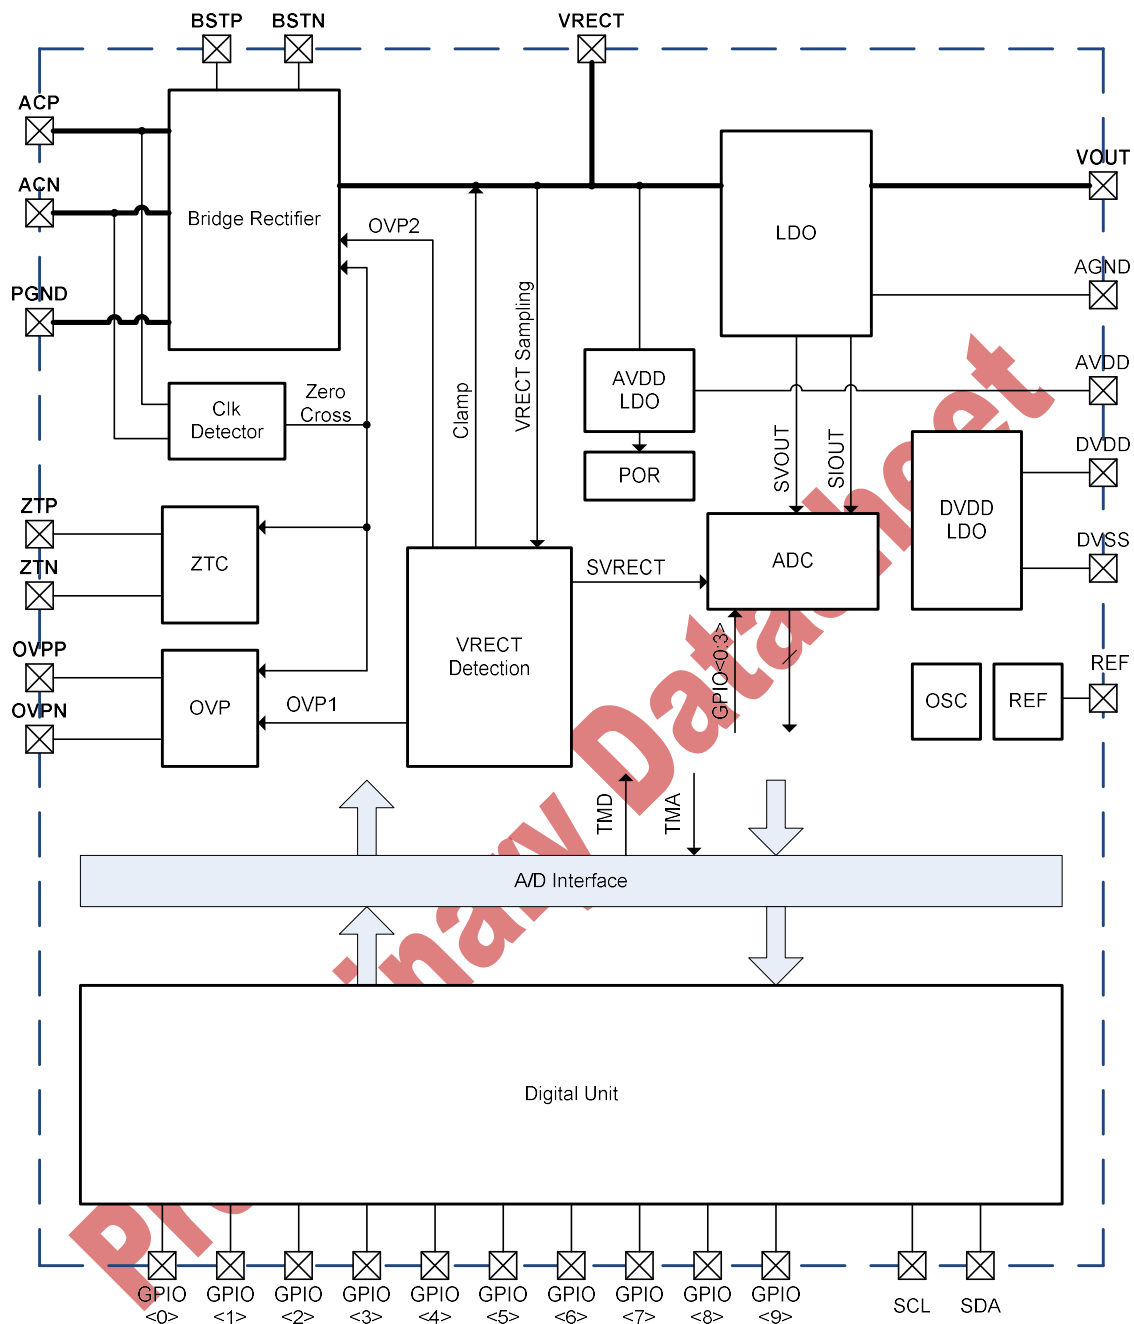 BSTP
BSTN
VRECT
ACP
ACN
PGND
Bridge Rectifier
OVP2
LDO
VOUT
AGND
AVDD
DVDD
DVSS
REF
Clk
Detector
Zero
Cross
Clamp
VRECT Sampling
AVDD
LDO
POR
SVOUT
SIOUT
DVDD
LDO
ZTP
ZTN
ZTC
OVPP
OVPN
OVP
OVP1
VRECT
Detection
SVRECT
ADC
GPIO<0:3>
OSC
REF
TMD
TMA
A/D Interface
Digital Unit
GPIO
<0>
GPIO
<1>
GPIO
<2>
GPIO
<3>
GPIO
<4>
GPIO
<5>
GPIO
<6>
GPIO
<7>
GPIO
<8>
GPIO
<9>
SCL
SDA
Preliminary Datasheet